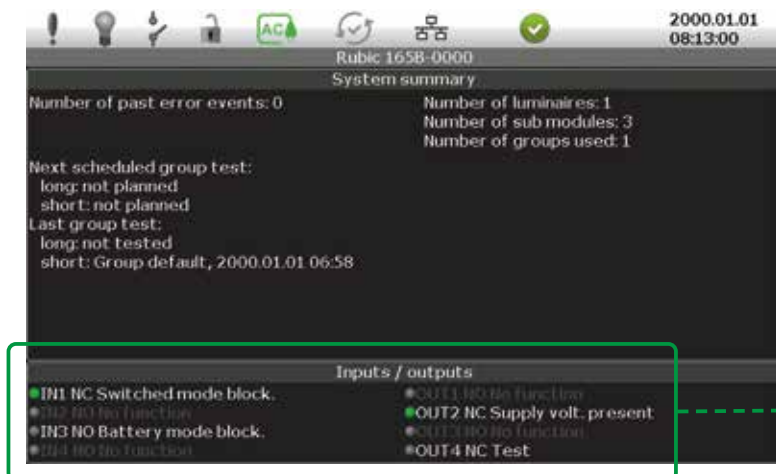 AC
2000.01.01
08:13:00
Rubic 165B-0000
System summary
Number of past error events: 0
Number of luminaires: 1
Number of sub modules: 3
Number of groups used: 1
Next scheduled group test:
long: not planned
short: not planned
Last group test:
long: not tested
short: Group default, 2000.01.01 06:58
Inputs / outputs
IN1 NC Switched mode block.
IN2 NO No function
IN3 NO Battery mode block.
IN4 NO No function
OUT1 NO No function
OUT2 NC Supply volt. present
OUT3 NO No function
OUT4 NC Test